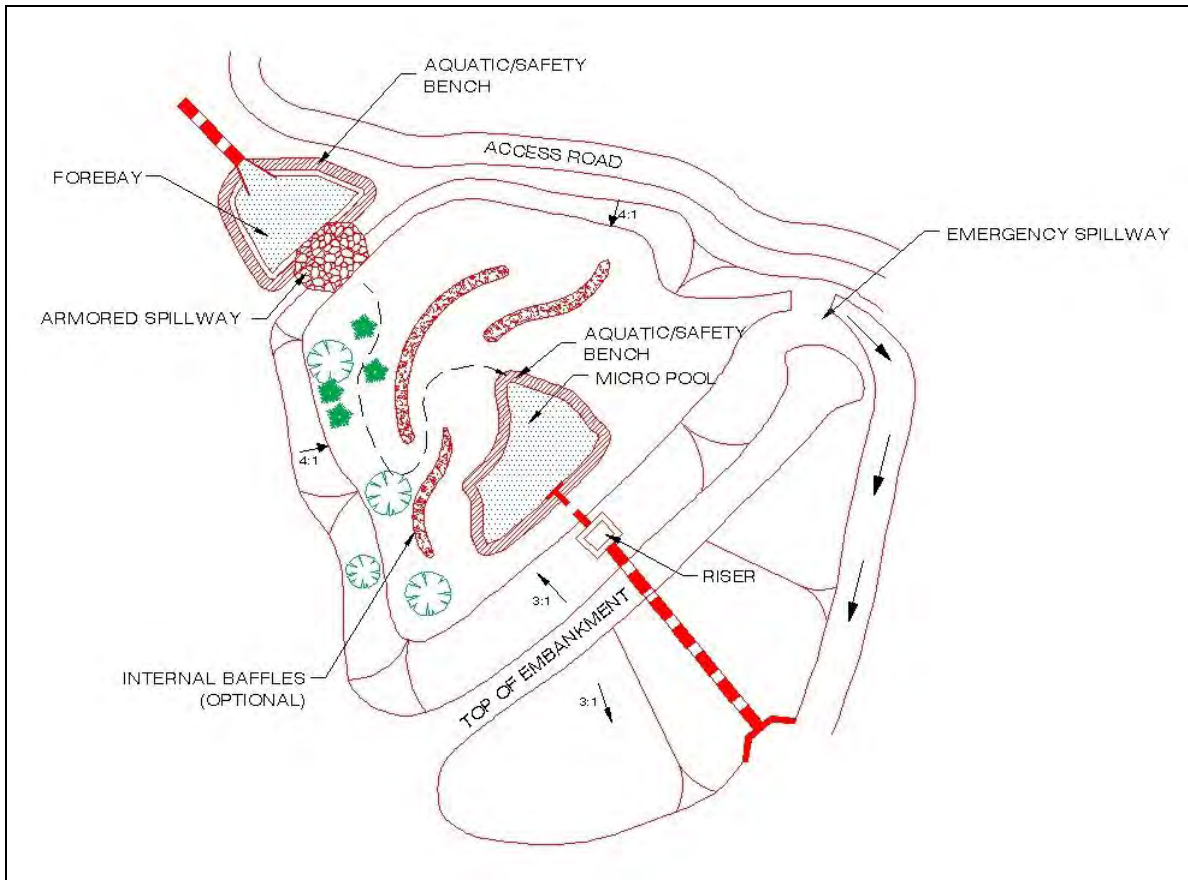 AQUATIC/SAFETY
BENCH
ACCESS ROAD
FOREBAY
4:1
EMERGENCY SPILLWAY
ARMORED SPILLWAY
AQUATIC/SAFETY
BENCH
MICRO POOL
4:1
RISER
3:1
TOP OF EMBANKMENT
INTERNAL BAFFLES
(OPTIONAL)
3:1